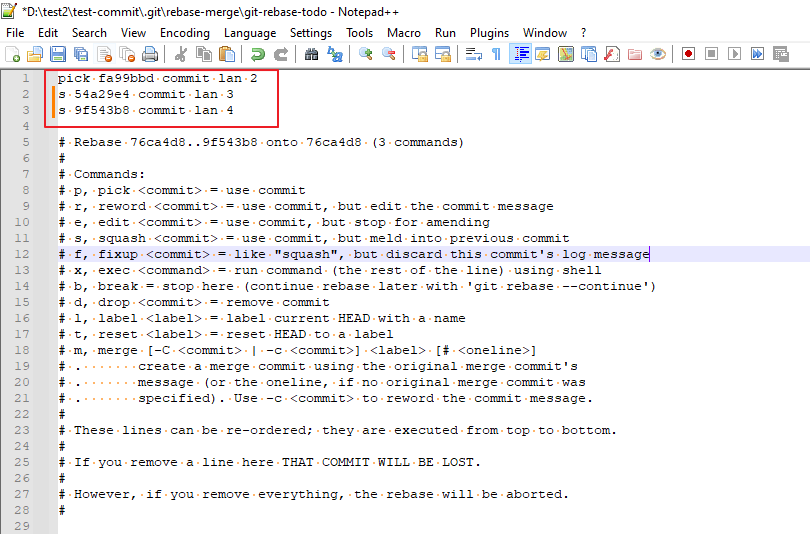 *D:\test2\test-commit\.git\rebase-merge\git-rebase-todo - Notepad++
File Edit Search View Encoding Language Settings Tools Macro Run Plugins Window ?
1 pick fa99bbd commit lan 2
2 s 54a29e4 commit lan 3
3 s 9f543b8 commit lan 4
4
5 # Rebase 76ca4d8..9f543b8 onto 76ca4d8 (3 commands)
6 #
7 # Commands:
8 # p, pick <commit> = use commit
9 # r, reword <commit> = use commit, but edit the commit message
10 # e, edit <commit> = use commit, but stop for amending
11 # s, squash <commit> = use commit, but meld into previous commit
12 # f, fixup <commit> = like "squash", but discard this commit's log message
13 # x, exec <command> = run command (the rest of the line) using shell
14 # b, break = stop here (continue rebase later with 'git rebase --continue')
15 # d, drop <commit> = remove commit
16 # l, label <label> = label current HEAD with a name
17 # t, reset <label> = reset HEAD to a label
18 # m, merge [-C <commit> | -c <commit>] <label> [# <oneline>]
19 # .       create a merge commit using the original merge commit's
20 # .       message (or the oneline, if no original merge commit was
21 # .       specified). Use -c <commit> to reword the commit message.
22 #
23 # These lines can be re-ordered; they are executed from top to bottom.
24 #
25 # If you remove a line here THAT COMMIT WILL BE LOST.
26 #
27 # However, if you remove everything, the rebase will be aborted.
28 #
29